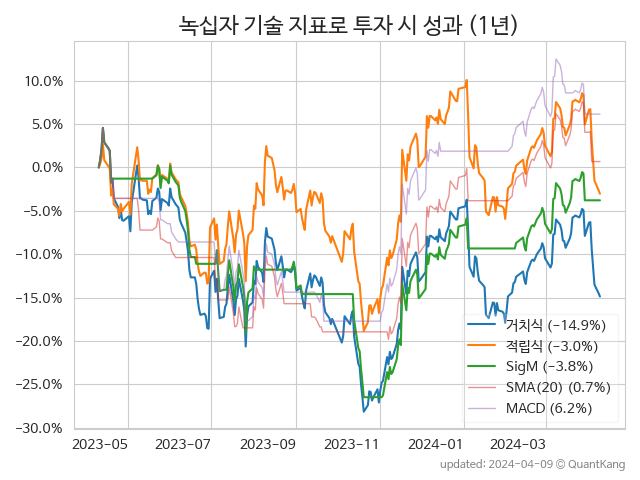 녹십자 기술 지표로 투자 시 성과 (1년)
10.0%
5.0%
0.0%
−5.0%
−10.0%
−15.0%
−20.0%
−25.0%
−30.0%
거치식 (−14.9%)
적립식 (−3.0%)
SigM (−3.8%)
SMA(20) (0.7%)
MACD (6.2%)
2023-05 2023-07 2023-09 2023-11 2024-01 2024-03
updated: 2024-04-09 ⓒ QuantKang